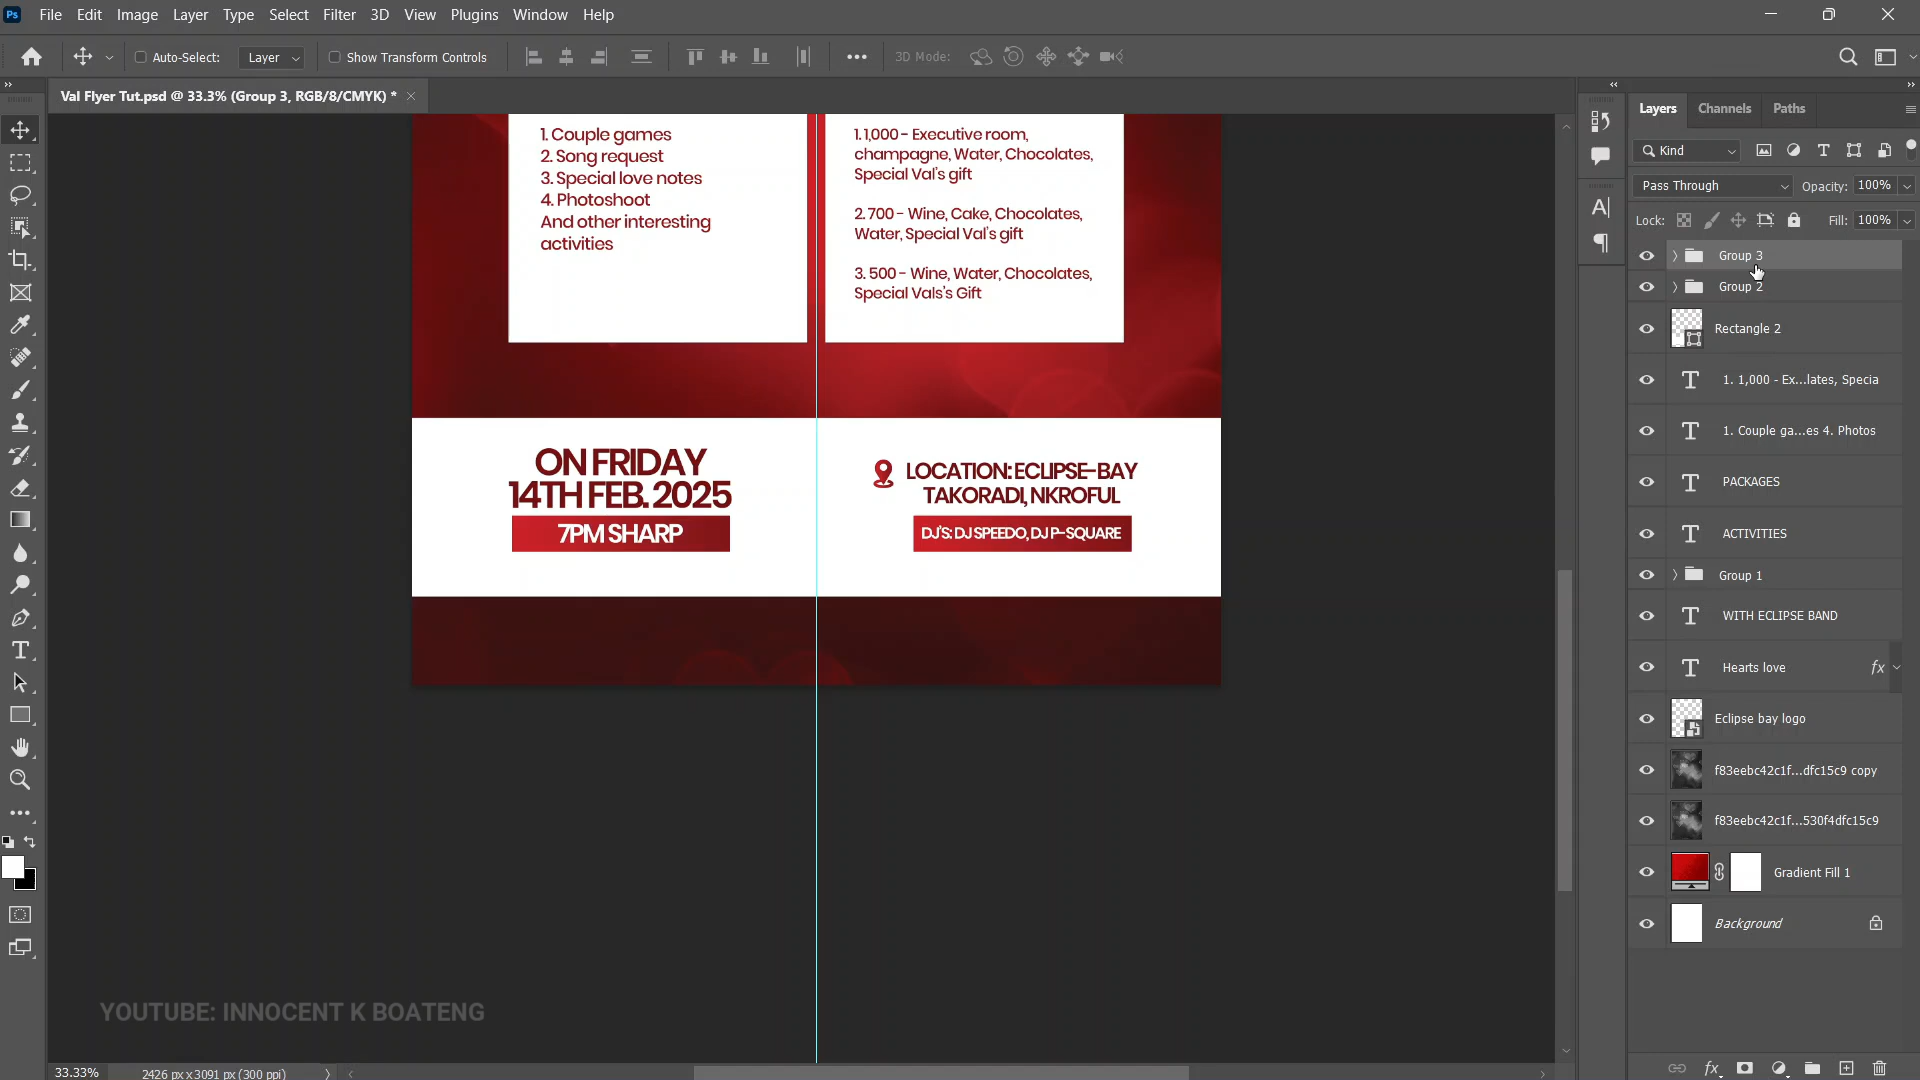 Ps File Edit Image Layer Type Select Filter 3D View Plugins Window Help
Auto-Select: Layer Show Transform Controls 3D Mode:
Val Flyer Tut.psd @ 33.3% (Group 3, RGB/8/CMYK) *
1. Couple games
2. Song request
3. Special love notes
4. Photoshoot
And other interesting
activities
1. 1,000 - Executive room,
champagne, Water, Chocolates,
Special Val's gift
2. 700 - Wine, Cake, Chocolates,
Water, Special Val's gift
3. 500 - Wine, Water, Chocolates,
Special Vals's Gift
ON FRIDAY
14TH FEB. 2025
7PM SHARP
LOCATION: ECLIPSE-BAY
TAKORADI, NKROFUL
DJ'S: DJ SPEEDO, DJ P-SQUARE
YOUTUBE: INNOCENT K BOATENG
33.33% 2426 px x 3091 px (300 ppi)
Layers Channels Paths
Kind
Pass Through Opacity: 100%
Lock: Fill: 100%
Group 3
Group 2
Rectangle 2
1. 1,000 - Ex...lates, Specia
1. Couple ga...es 4. Photos
PACKAGES
ACTIVITIES
Group 1
WITH ECLIPSE BAND
Hearts love fx
Eclipse bay logo
f83eebc42c1f...dfc15c9 copy
f83eebc42c1f...530f4dfc15c9
Gradient Fill 1
Background
fx